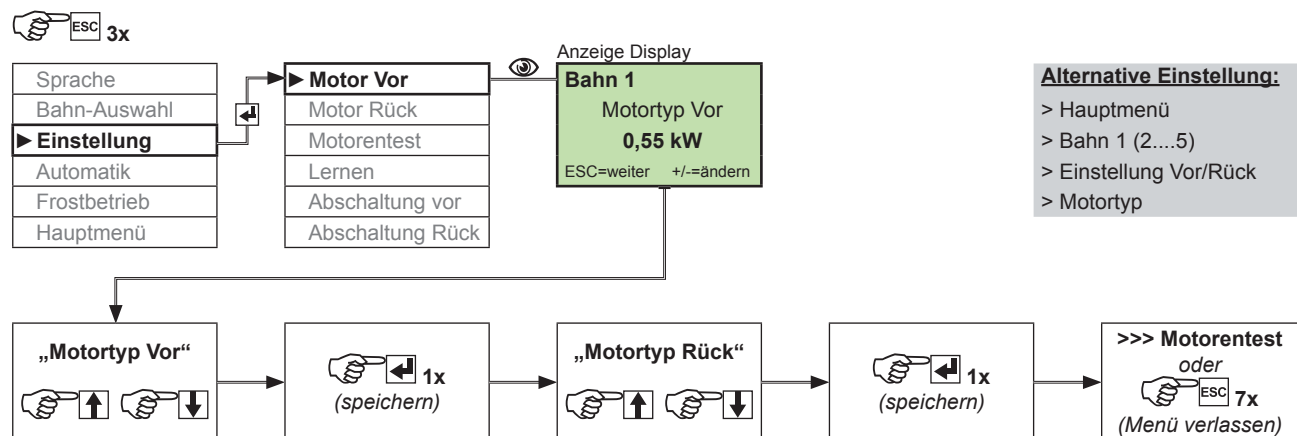 ESC 3x
Sprache
Bahn-Auswahl
Einstellung
Automatik
Frostbetrieb
Hauptmenü
Motor Vor
Motor Rück
Motorentest
Lernen
Abschaltung vor
Abschaltung Rück
Anzeige Display
Bahn 1
Motortyp Vor
0,55 kW
ESC=weiter +/-=ändern
Alternative Einstellung:
> Hauptmenü
> Bahn 1 (2....5)
> Einstellung Vor/Rück
> Motortyp
„Motortyp Vor“
1x
(speichern)
„Motortyp Rück“
1x
(speichern)
>>> Motorentest
oder
ESC 7x
(Menü verlassen)